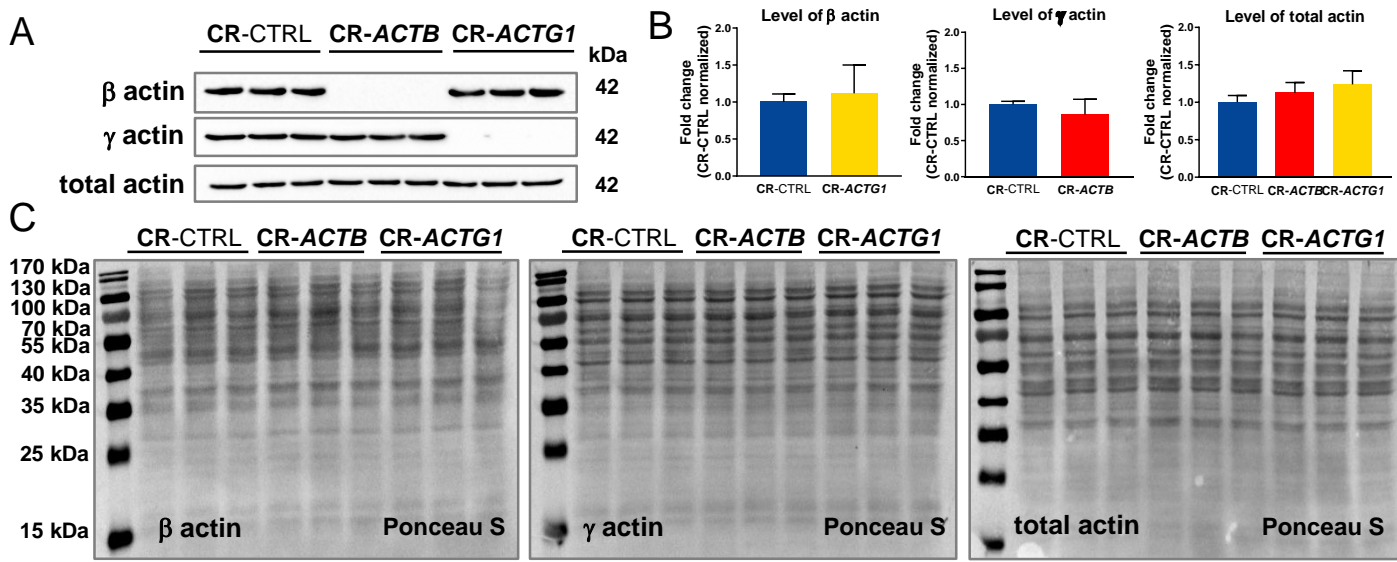 A
CR-CTRL CR-ACTB CR-ACTG1
kDa
β actin 42
γ actin 42
total actin 42
B
Level of β actin
Fold change
(CR-CTRL normalized)
2.0
1.5
1.0
0.5
0.0
CR-CTRL CR-ACTG1
Level of γ actin
Fold change
(CR-CTRL normalized)
2.0
1.5
1.0
0.5
0.0
CR-CTRL CR-ACTB
Level of total actin
Fold change
(CR-CTRL normalized)
2.0
1.5
1.0
0.5
0.0
CR-CTRL CR-ACTB CR-ACTG1
C
CR-CTRL CR-ACTB CR-ACTG1
170 kDa
130 kDa
100 kDa
70 kDa
55 kDa
40 kDa
35 kDa
25 kDa
15 kDa
β actin Ponceau S
CR-CTRL CR-ACTB CR-ACTG1
γ actin Ponceau S
CR-CTRL CR-ACTB CR-ACTG1
total actin Ponceau S